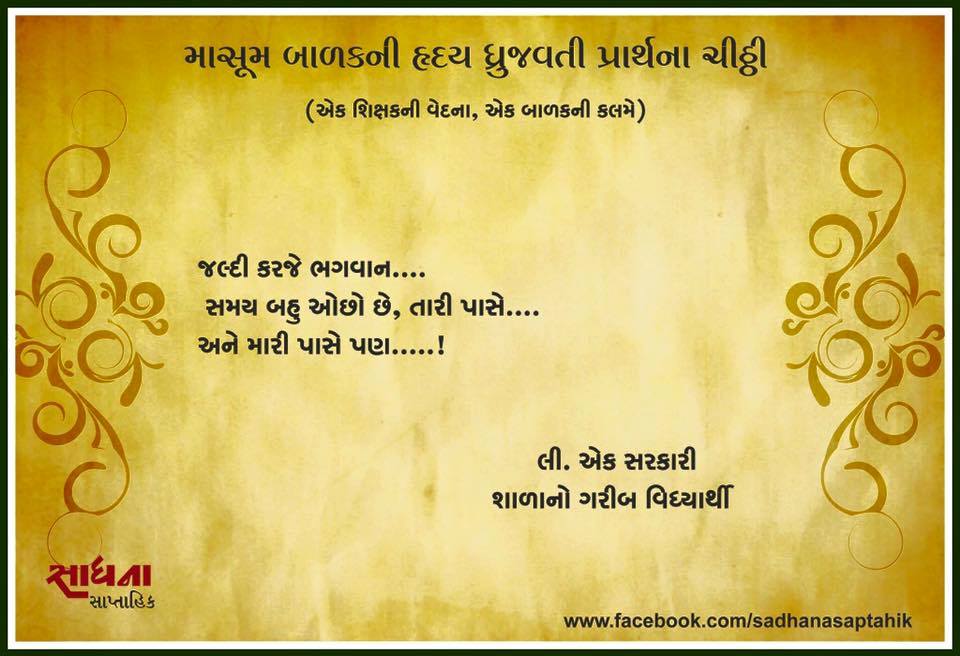 માસૂમ બાળકની હૃદય ધ્રુજવતી પ્રાર્થના ચીઠ્ઠી
(એક શિક્ષકની વેદના, એક બાળકની કલમે)
જલ્દી કરજે ભગવાન....
સમય બહુ ઓછો છે, તારી પાસે....
અને મારી પાસે પણ.....!
લી. એક સરકારી
શાળાનો ગરીબ વિદ્યાર્થી
સાધના
સાપ્તાહિક
www.facebook.com/sadhanasaptahik